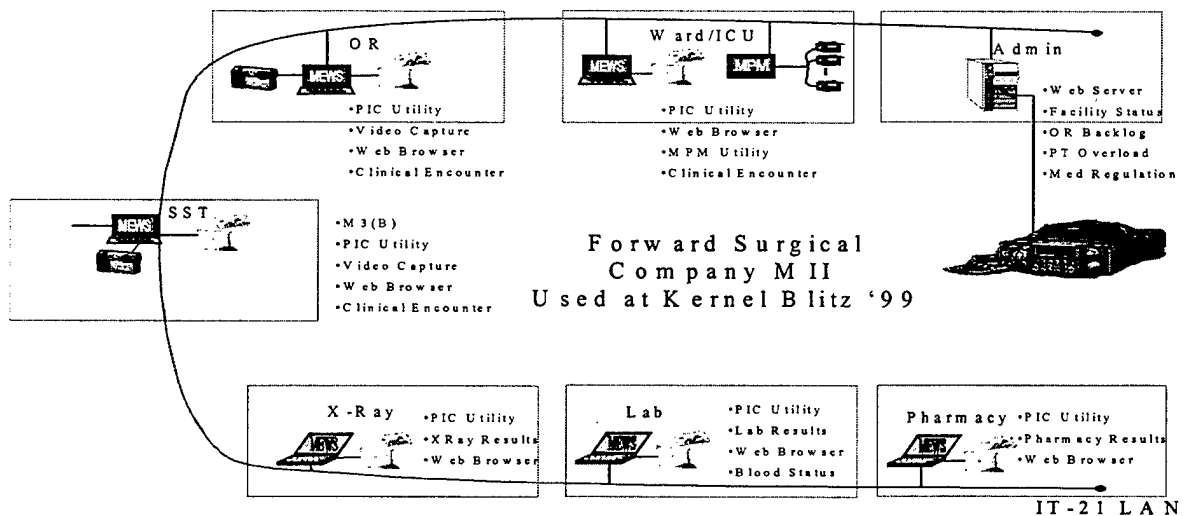 OR
MEWS
•PIC Utility
•Video Capture
•Web Browser
•Clinical Encounter
Ward/ICU
MEWS
MPM
•PIC Utility
•Web Browser
•MPM Utility
•Clinical Encounter
Admin
•Web Server
•Facility Status
•OR Backlog
•PT Overload
•Med Regulation
SST
MEWS
•M3(B)
•PIC Utility
•Video Capture
•Web Browser
•Clinical Encounter
Forward Surgical
Company MII
Used at Kernel Blitz ‘99
X-Ray
MEWS
•PIC Utility
•XRay Results
•Web Browser
Lab
MEWS
•PIC Utility
•Lab Results
•Web Browser
•Blood Status
Pharmacy
MEWS
•PIC Utility
•Pharmacy Results
•Web Browser
IT-21 LAN